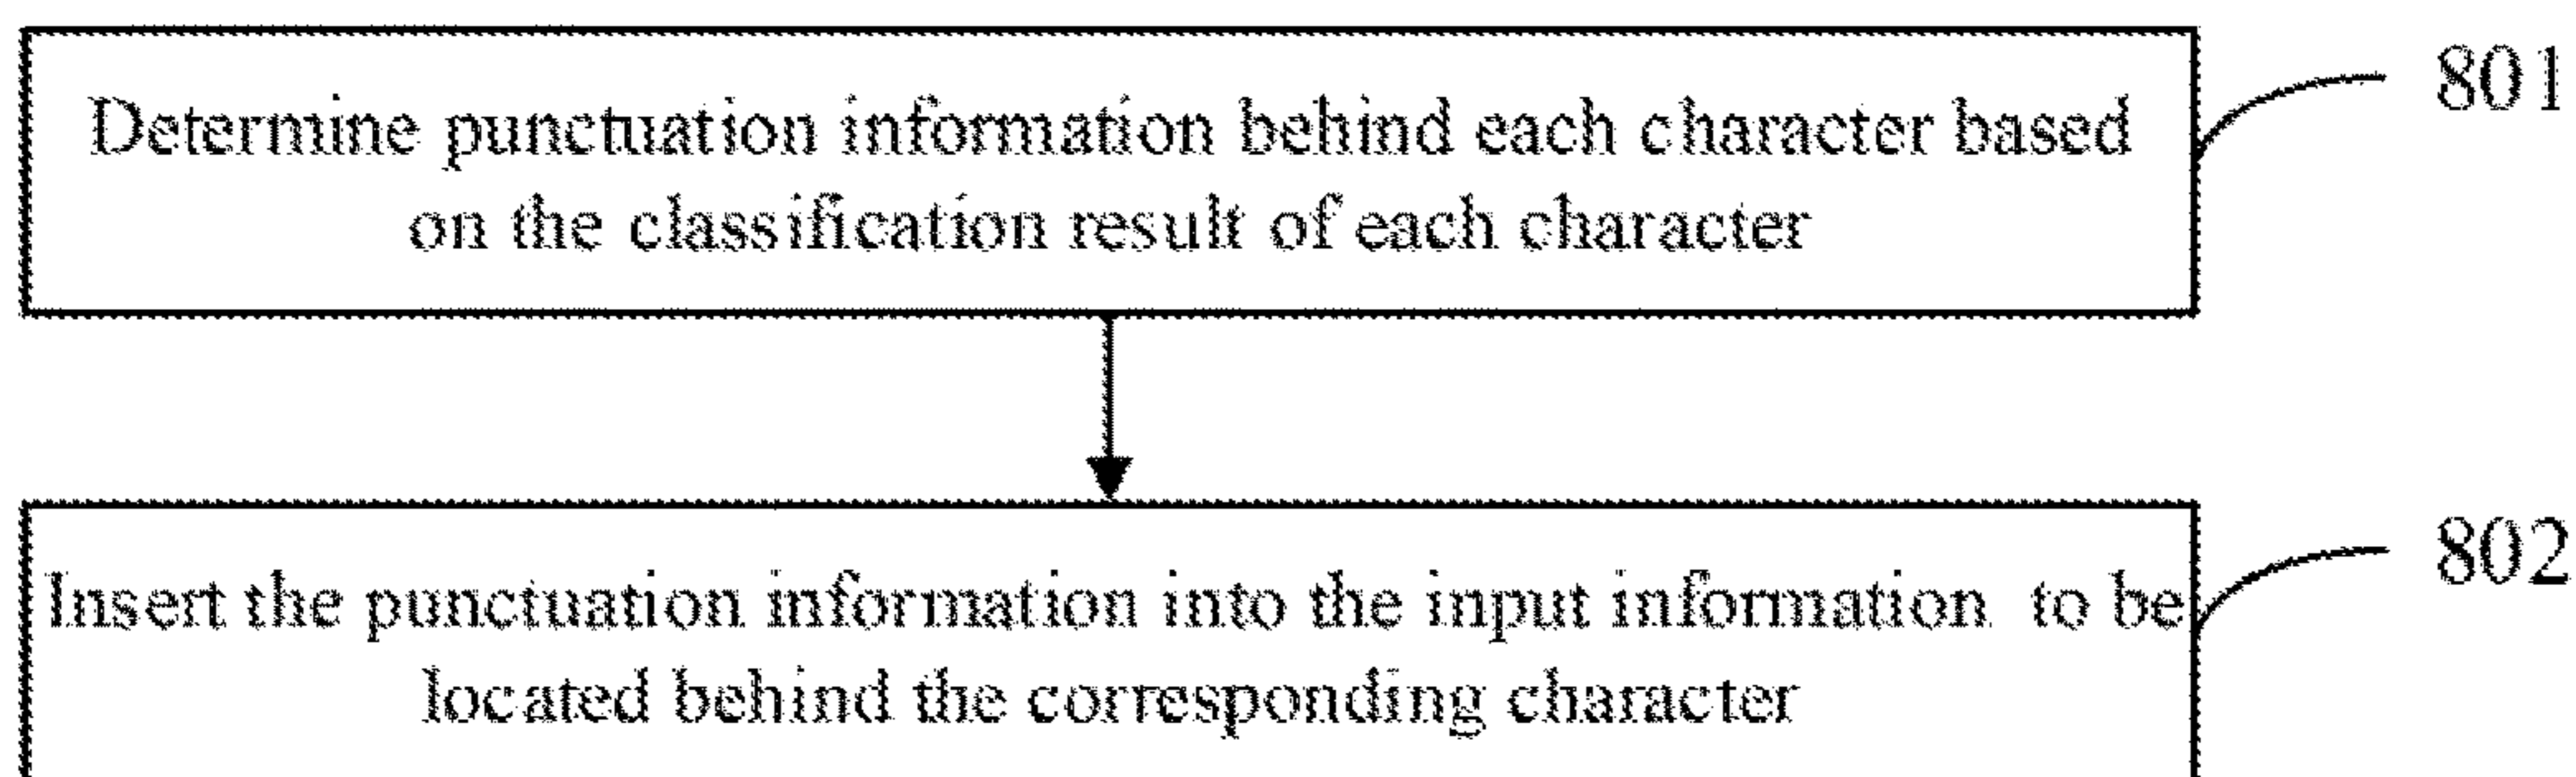 801
Determine punctuation information behind each character based
on the classification result of each character
802
Insert the punctuation information into the input information to be
located behind the corresponding character